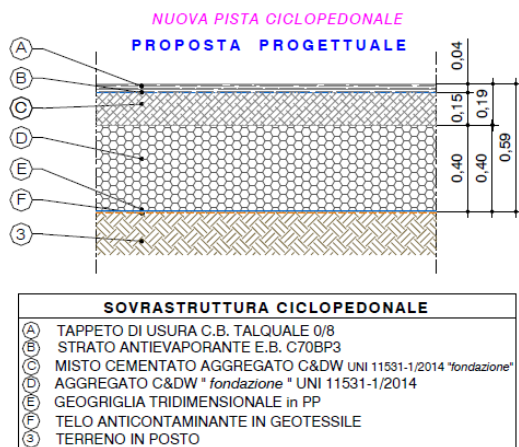 NUOVA PISTA CICLOPEDONALE
PROPOSTA PROGETTUALE
A
B
C
D
E
F
3
0,04
0,15
0,19
0,40
0,40
0,59
SOVRASTRUTTURA CICLOPEDONALE
A TAPPETO DI USURA C.B. TALQUALE 0/8
B STRATO ANTIEVAPORANTE E.B. C70BP3
C MISTO CEMENTATO AGGREGATO C&DW UNI 11531-1/2014 "fondazione"
D AGGREGATO C&DW " fondazione " UNI 11531-1/2014
E GEOGRIGLIA TRIDIMENSIONALE in PP
F TELO ANTICONTAMINANTE IN GEOTESSILE
3 TERRENO IN POSTO